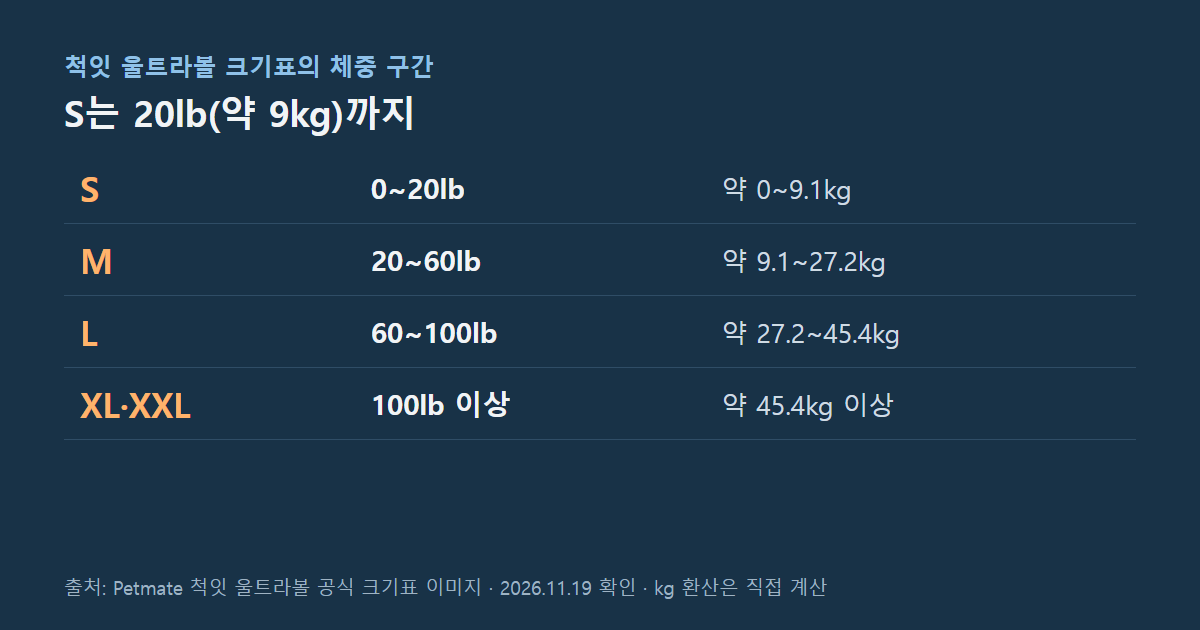 척잇 울트라볼 크기표의 체중 구간
S는 20lb(약 9kg)까지
S 0~20lb 약 0~9.1kg
M 20~60lb 약 9.1~27.2kg
L 60~100lb 약 27.2~45.4kg
XL·XXL 100lb 이상 약 45.4kg 이상
출처: Petmate 척잇 울트라볼 공식 크기표 이미지 · 2026.11.19 확인 · kg 환산은 직접 계산